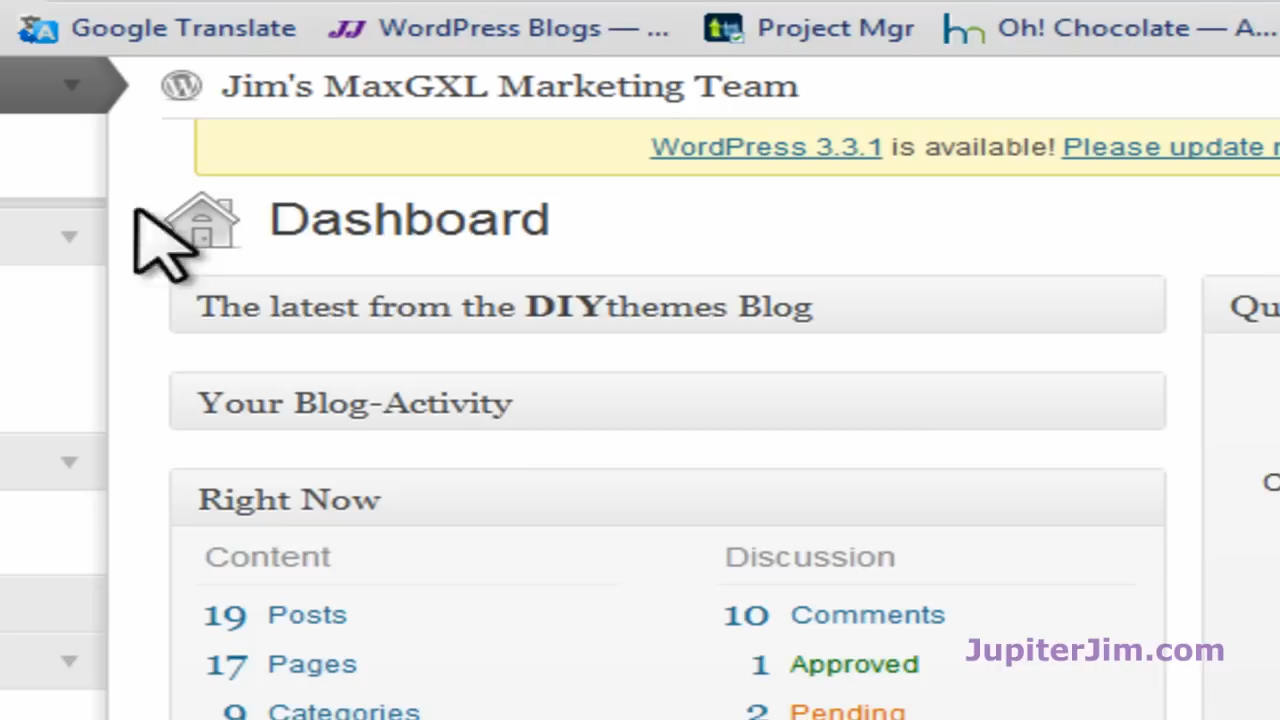 Google Translate WordPress Blogs — ... Project Mgr Oh! Chocolate — A...
Jim's MaxGXL Marketing Team
WordPress 3.3.1 is available! Please update
Dashboard
The latest from the DIYthemes Blog
Your Blog-Activity
Right Now
Content Discussion
19 Posts 10 Comments
17 Pages 1 Approved
9 Categories 2 Pending
JupiterJim.com